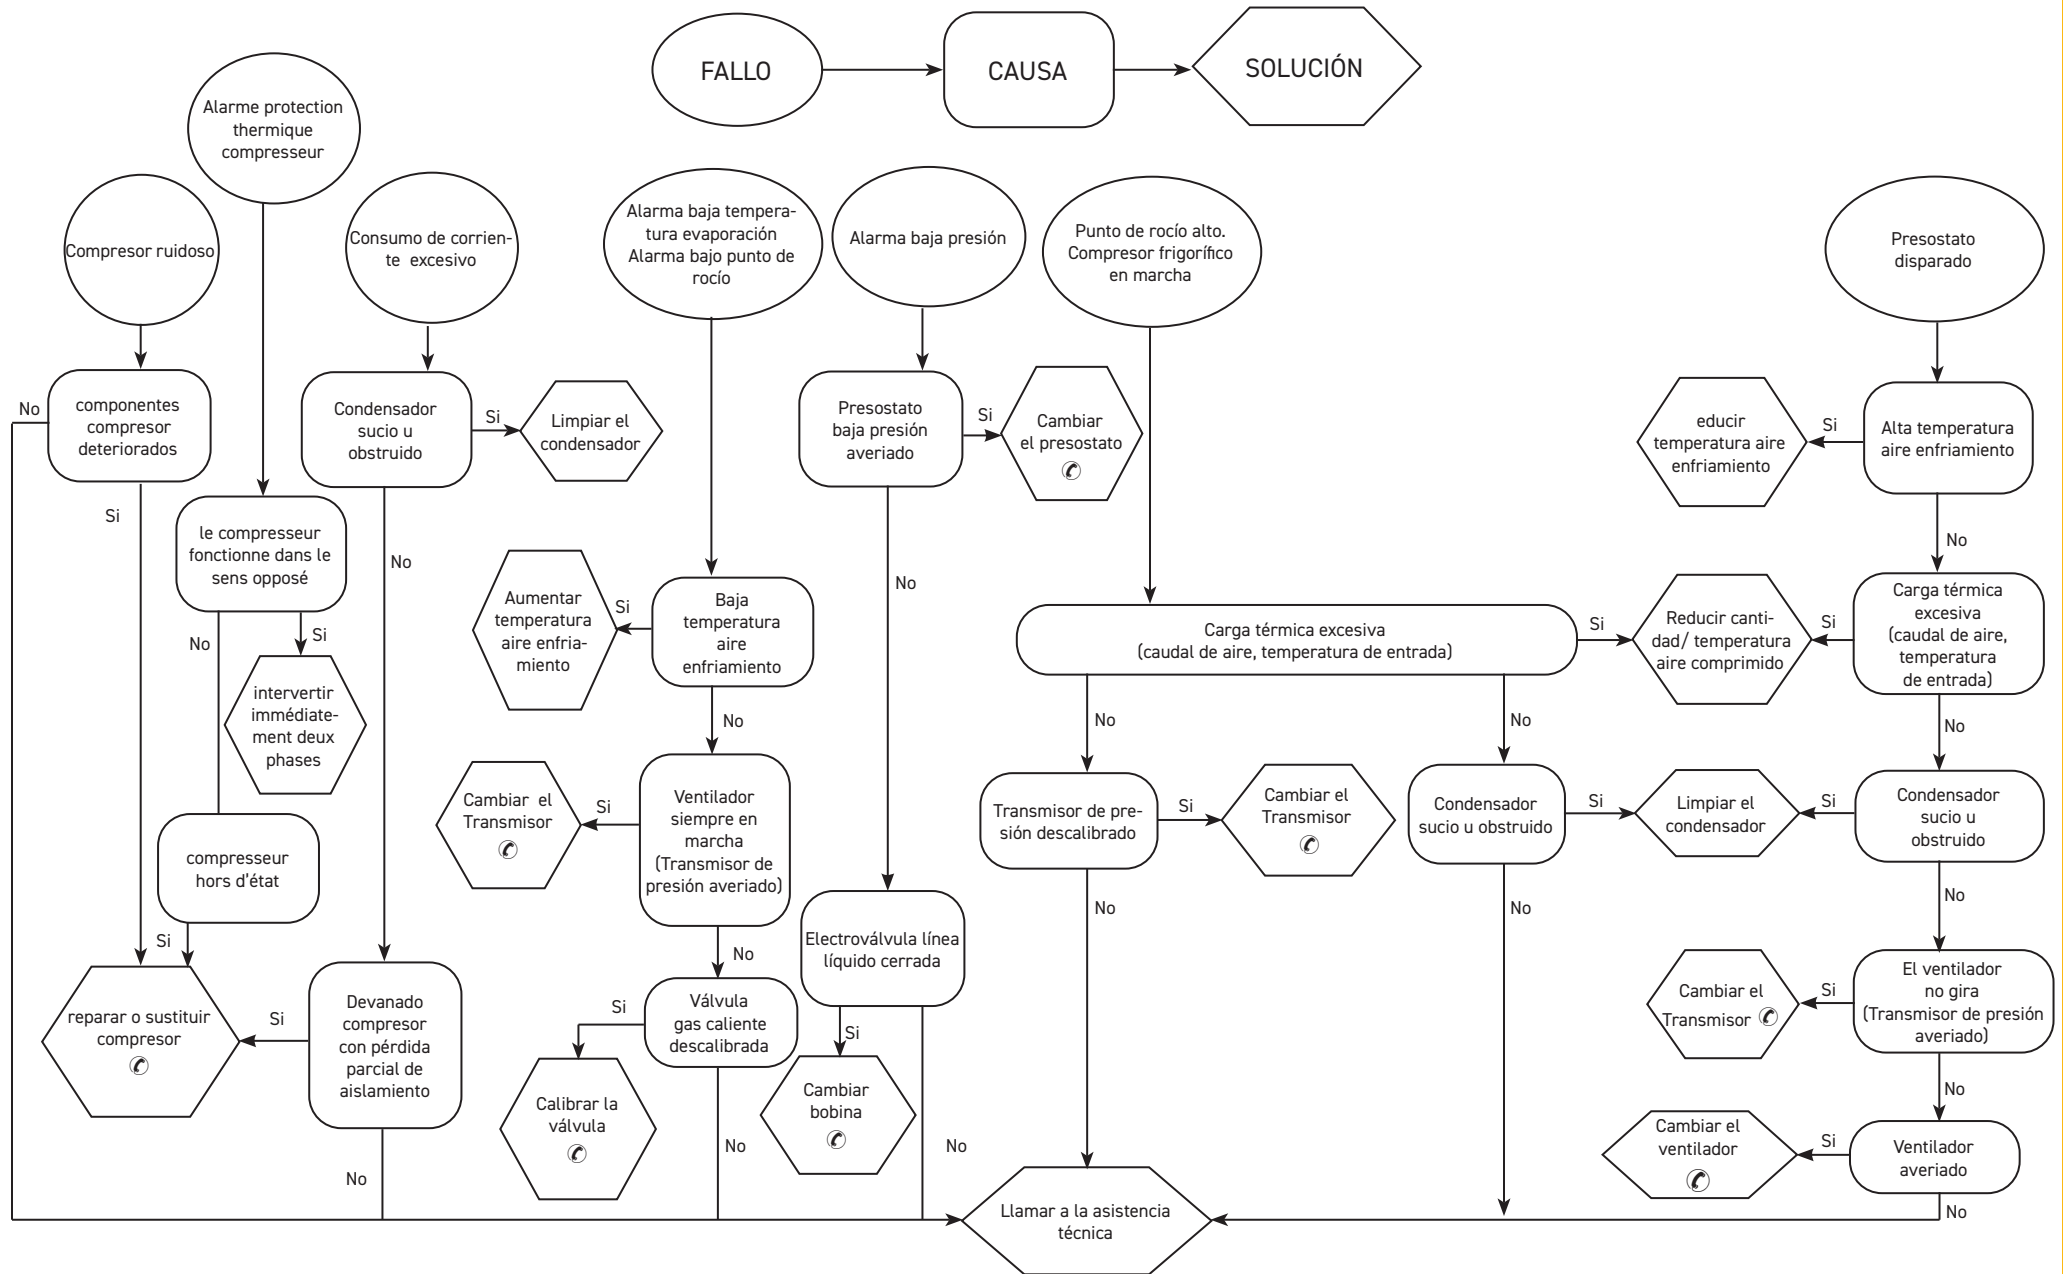 FALLO
CAUSA
SOLUCIÓN
Alarme protection
thermique
compresseur
Compresor ruidoso
Consumo de corrien-
te excesivo
Alarma baja tempera-
tura evaporación
Alarma bajo punto de
rocío
Alarma baja presión
Punto de rocío alto.
Compresor frigorífico
en marcha
Presostato
disparado
No
componentes
compresor
deteriorados
Si
Condensador
sucio u
obstruido
Si
Limpiar el
condensador
No
le compresseur
fonctionne dans le
sens opposé
No
Si
intervertir
immédiate-
ment deux
phases
compresseur
hors d'état
Si
reparar o sustituir
compresor
Si
Devanado
compresor
con pérdida
parcial de
aislamiento
No
Baja
temperatura
aire
enfriamiento
Si
Aumentar
temperatura
aire enfria-
miento
No
Ventilador
siempre en
marcha
(Transmisor de
presión averiado)
Si
Cambiar el
Transmisor
No
Válvula
gas caliente
descalibrada
Si
Calibrar la
válvula
No
Presostato
baja presión
averiado
Si
Cambiar
el presostato
No
Electroválvula línea
líquido cerrada
Si
Cambiar
bobina
No
Carga térmica excesiva
(caudal de aire, temperatura de entrada)
Si
Reducir canti-
dad/ temperatura
aire comprimido
No
Transmisor de pre-
sión descalibrado
Si
Cambiar el
Transmisor
No
No
Condensador
sucio u obstruido
Si
Limpiar el
condensador
No
Alta temperatura
aire enfriamiento
Si
educir
temperatura aire
enfriamiento
No
Carga térmica
excesiva
(caudal de aire,
temperatura
de entrada)
Si
No
Condensador
sucio u
obstruido
Si
No
El ventilador
no gira
(Transmisor de presión
averiado)
Si
Cambiar el
Transmisor
No
Ventilador
averiado
Si
Cambiar el
ventilador
No
Llamar a la asistencia
técnica